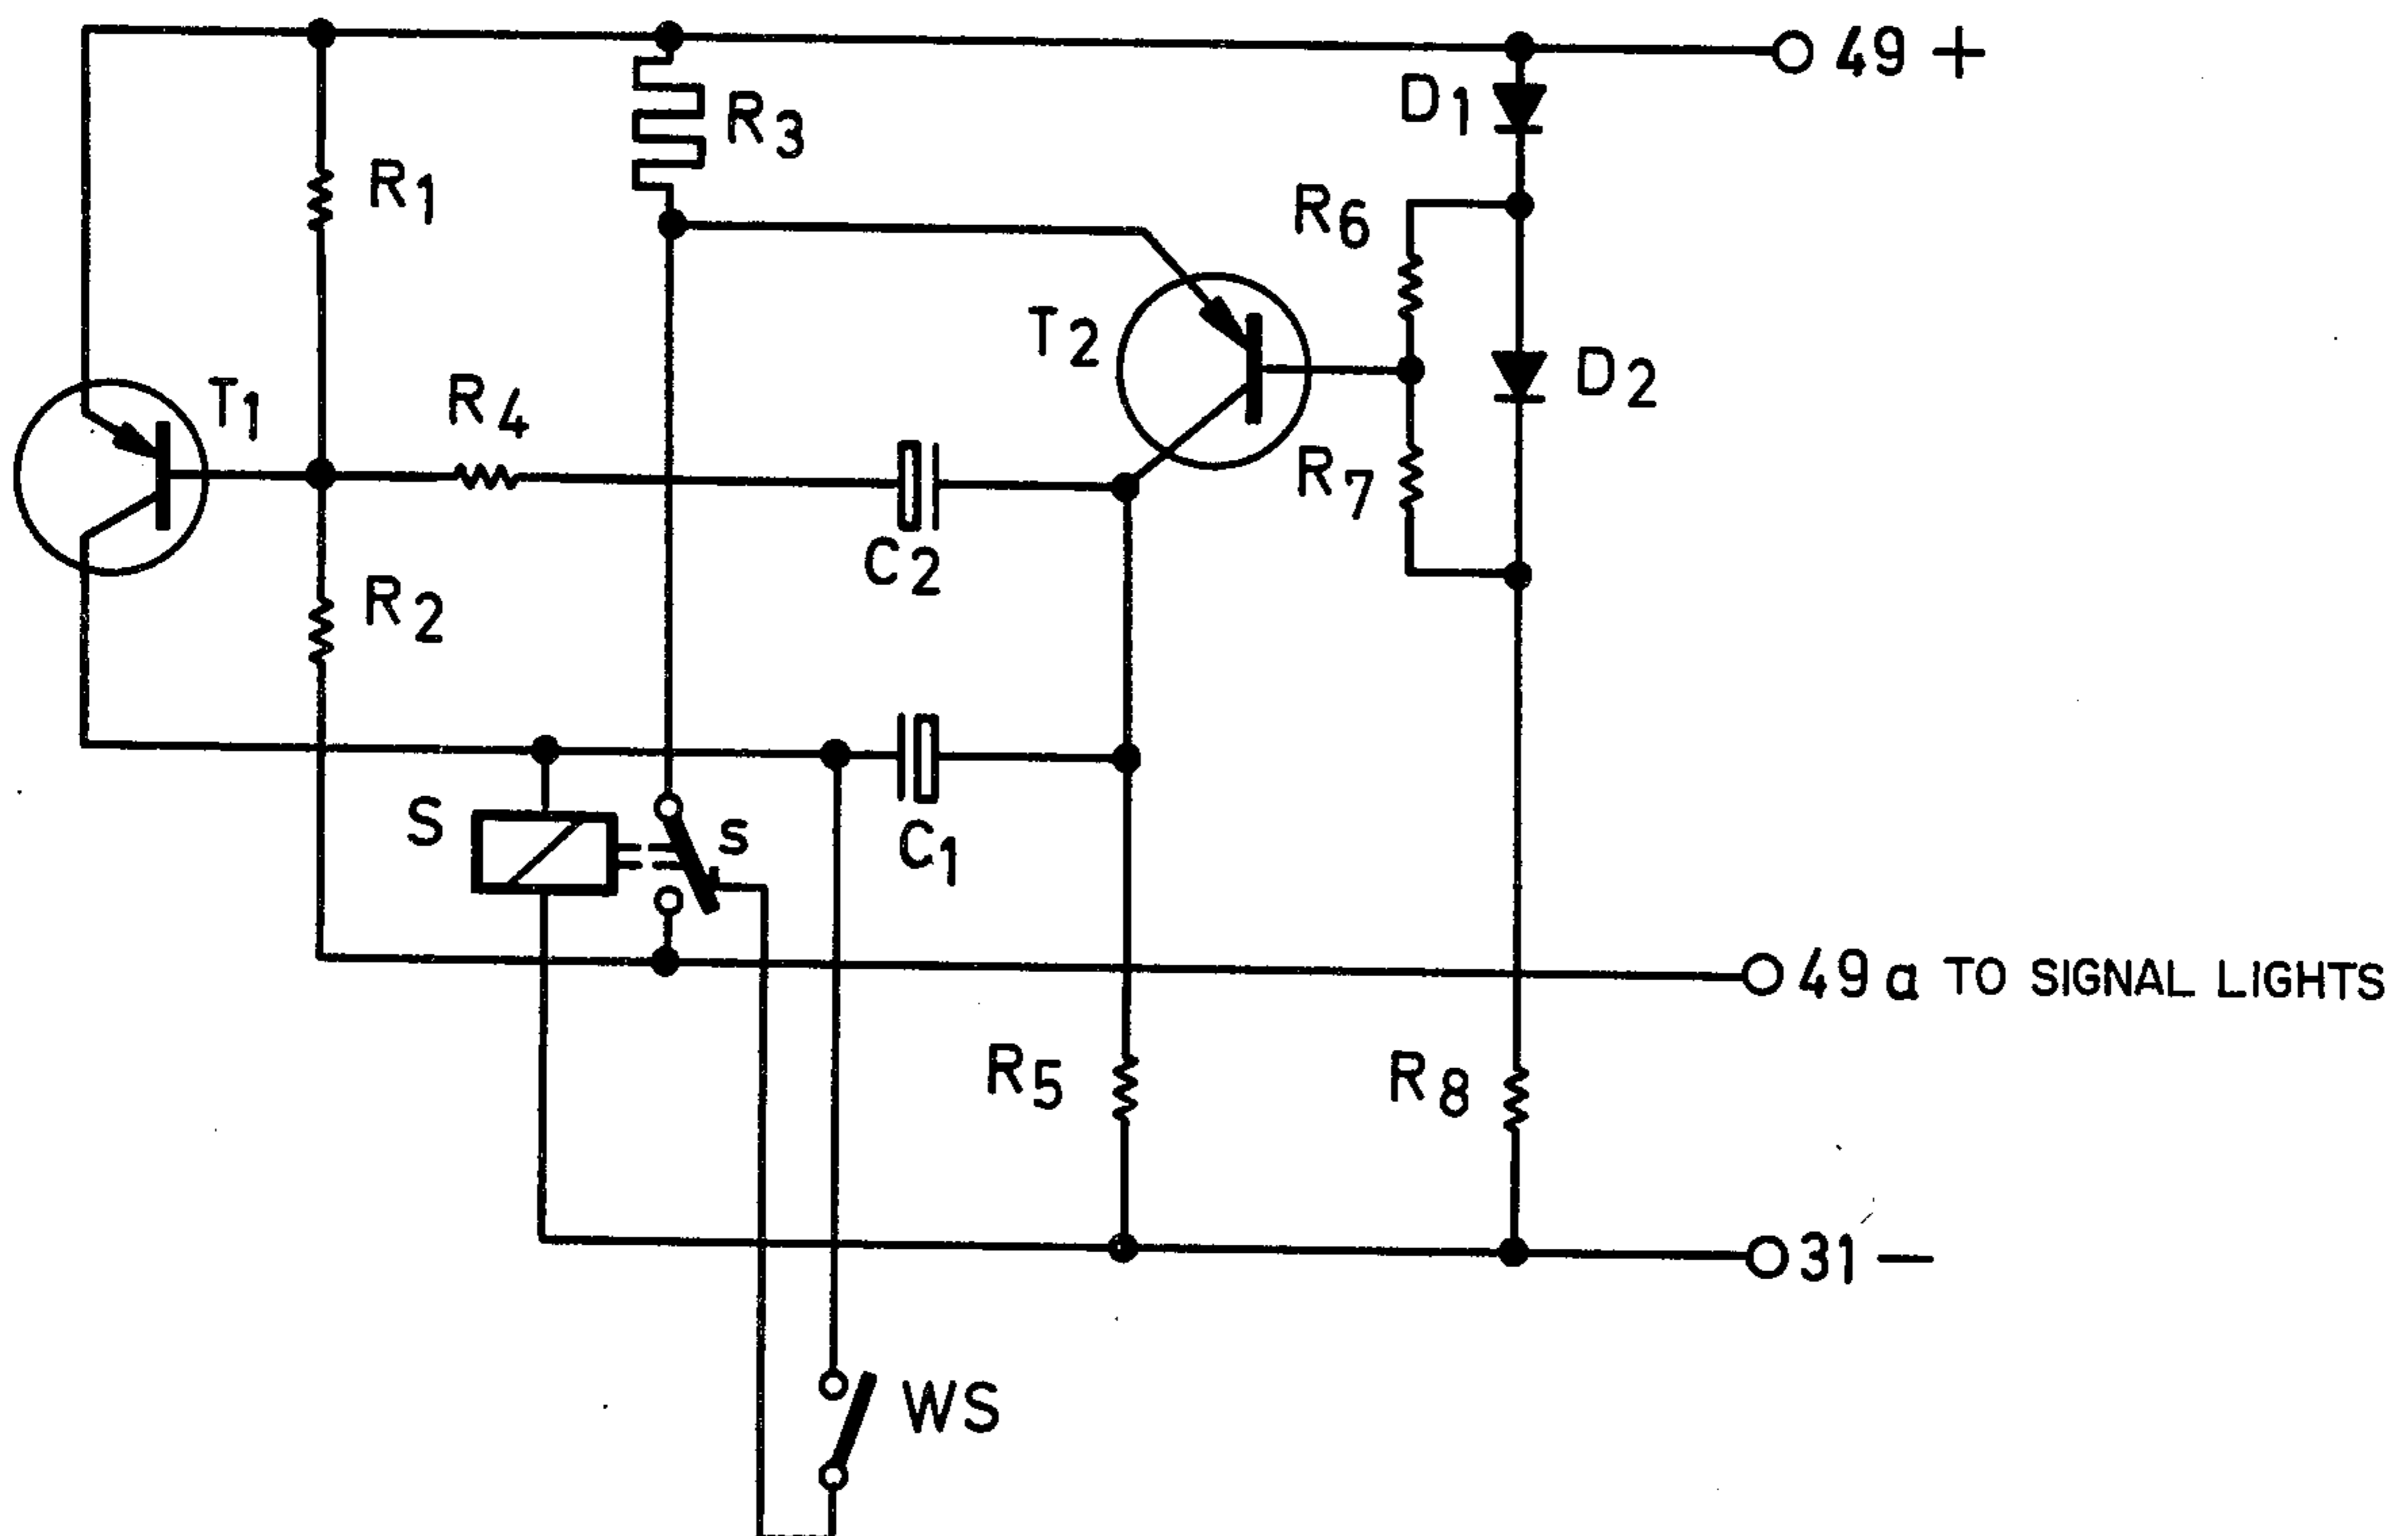 49 +
D1
R3
R1
R6
T2
T1
R4
D2
R7
C2
R2
S
s
C1
49a TO SIGNAL LIGHTS
R5
R8
31 −
WS